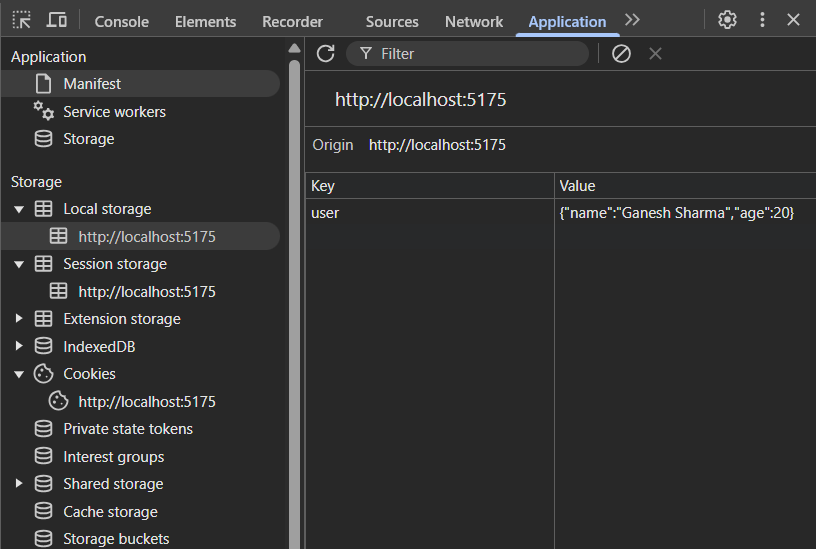 Console Elements Recorder Sources Network Application
Application
Manifest
Service workers
Storage
Storage
Local storage
http://localhost:5175
Session storage
http://localhost:5175
Extension storage
IndexedDB
Cookies
http://localhost:5175
Private state tokens
Interest groups
Shared storage
Cache storage
Storage buckets
Filter
http://localhost:5175
Origin http://localhost:5175
Key Value
user {"name":"Ganesh Sharma","age":20}